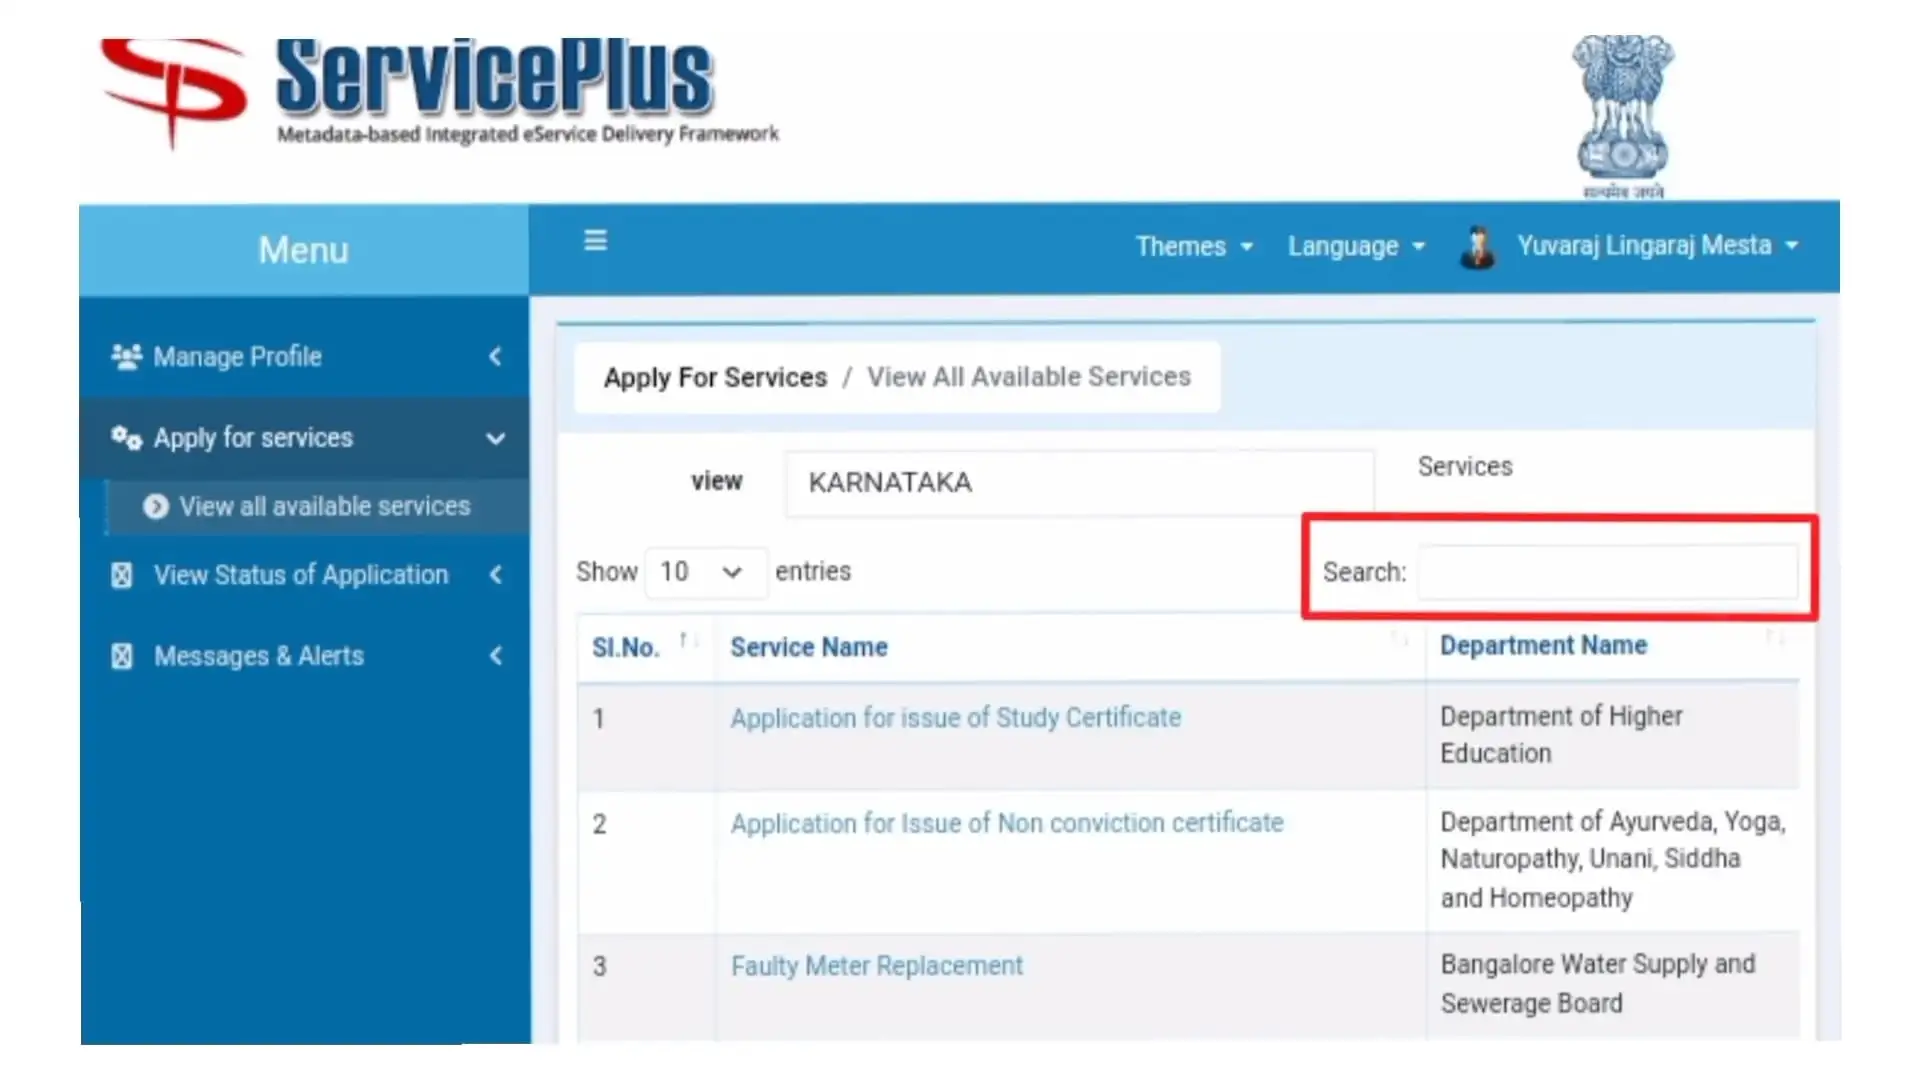 ServicePlus
Metadata-based Integrated eService Delivery Framework
सत्यमेव जयते
Menu
Themes
Language
Yuvaraj Lingaraj Mesta
Manage Profile
Apply for services
View all available services
View Status of Application
Messages & Alerts
Apply For Services / View All Available Services
view
KARNATAKA
Services
Show 10 entries
Search:
Sl.No.
Service Name
Department Name
1
Application for issue of Study Certificate
Department of Higher
Education
2
Application for Issue of Non conviction certificate
Department of Ayurveda, Yoga,
Naturopathy, Unani, Siddha
and Homeopathy
3
Faulty Meter Replacement
Bangalore Water Supply and
Sewerage Board